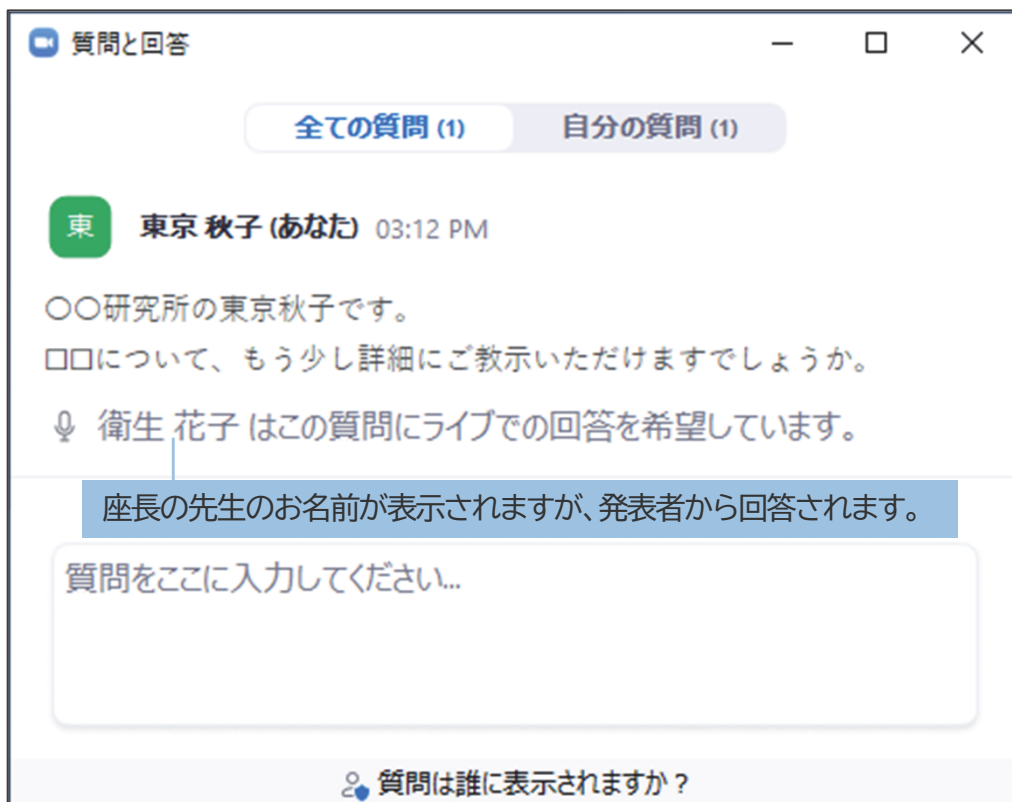 質問と回答
全ての質問 (1) 自分の質問 (1)
東 東京 秋子 (あなた) 03:12 PM
〇〇研究所の東京秋子です。
□□について、もう少し詳細にご教示いただけますでしょうか。
衛生 花子 はこの質問にライブでの回答を希望しています。
座長の先生のお名前が表示されますが、発表者から回答されます。
質問をここに入力してください...
質問は誰に表示されますか？